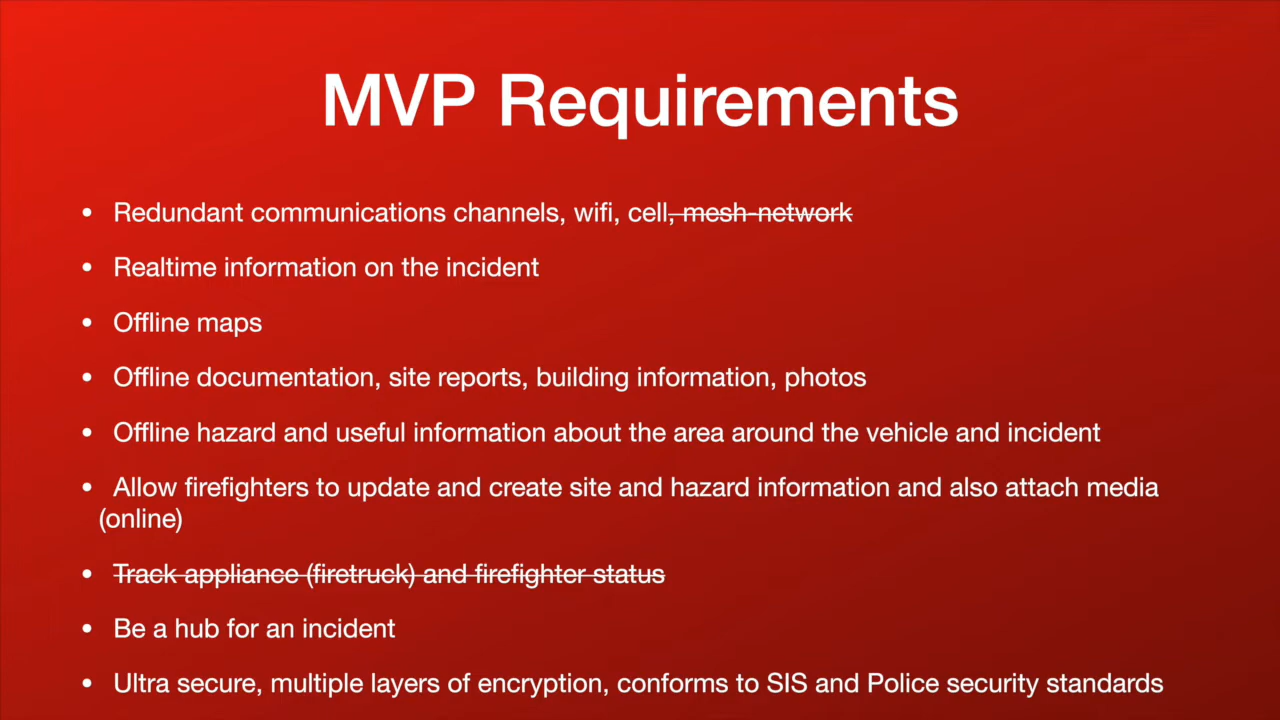 MVP Requirements
• Redundant communications channels, wifi, cell, mesh-network
• Realtime information on the incident
• Offline maps
• Offline documentation, site reports, building information, photos
• Offline hazard and useful information about the area around the vehicle and incident
• Allow firefighters to update and create site and hazard information and also attach media
(online)
• Track appliance (firetruck) and firefighter status
• Be a hub for an incident
• Ultra secure, multiple layers of encryption, conforms to SIS and Police security standards